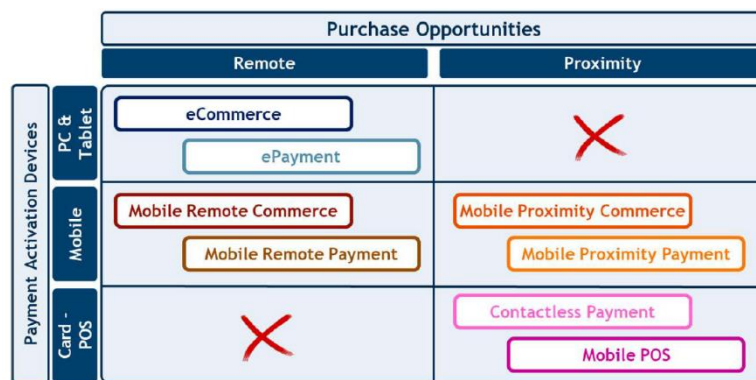 Purchase Opportunities
Remote
Proximity
Payment Activation Devices
PC &
Tablet
eCommerce
ePayment
Mobile
Mobile Remote Commerce
Mobile Proximity Commerce
Mobile Remote Payment
Mobile Proximity Payment
Card -
POS
Contactless Payment
Mobile POS